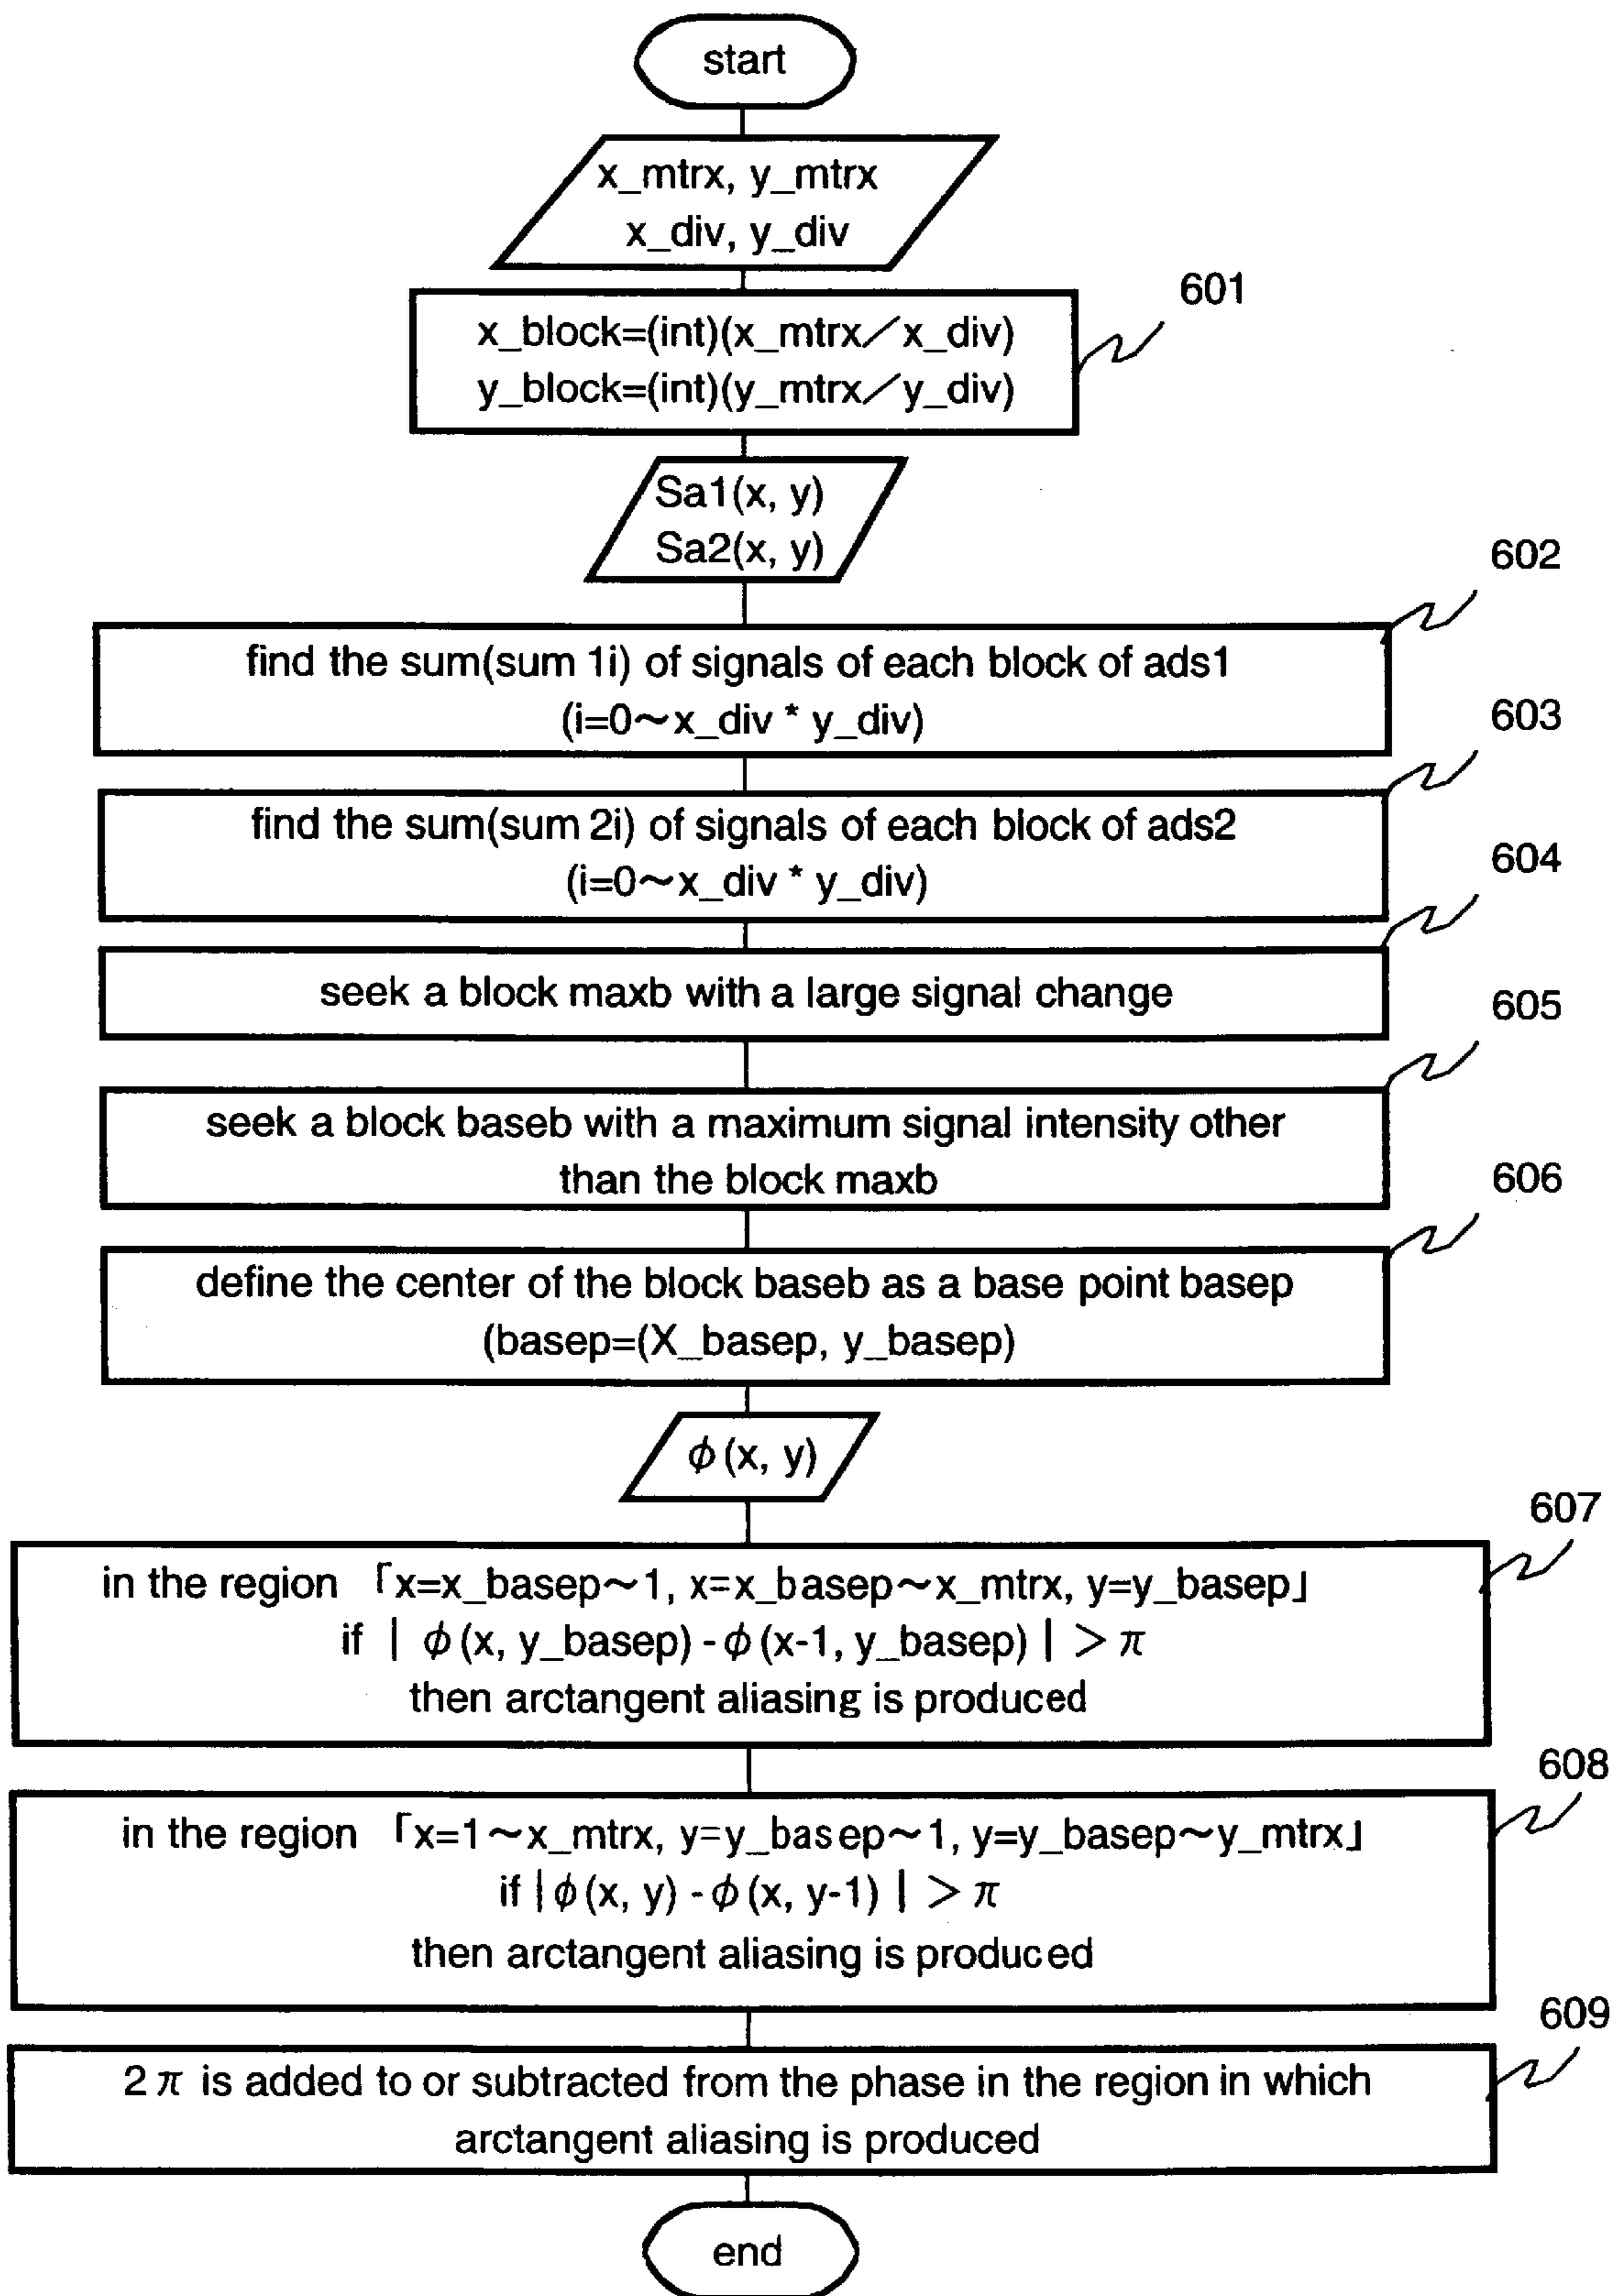 start
x_mtrx, y_mtrx
x_div, y_div
601
x_block=(int)(x_mtrx／x_div)
y_block=(int)(y_mtrx／y_div)
Sa1(x, y)
Sa2(x, y)
602
find the sum(sum 1i) of signals of each block of ads1
(i=0～x_div * y_div)
603
find the sum(sum 2i) of signals of each block of ads2
(i=0～x_div * y_div)
604
seek a block maxb with a large signal change
605
seek a block baseb with a maximum signal intensity other
than the block maxb
606
define the center of the block baseb as a base point basep
(basep=(X_basep, y_basep)
ϕ(x, y)
607
in the region 「x=x_basep～1, x=x_basep～x_mtrx, y=y_basep」
if | ϕ(x, y_basep) - ϕ(x-1, y_basep) | > π
then arctangent aliasing is produced
608
in the region 「x=1～x_mtrx, y=y_basep～1, y=y_basep～y_mtrx」
if | ϕ(x, y) - ϕ(x, y-1) | > π
then arctangent aliasing is produced
609
2π is added to or subtracted from the phase in the region in which
arctangent aliasing is produced
end